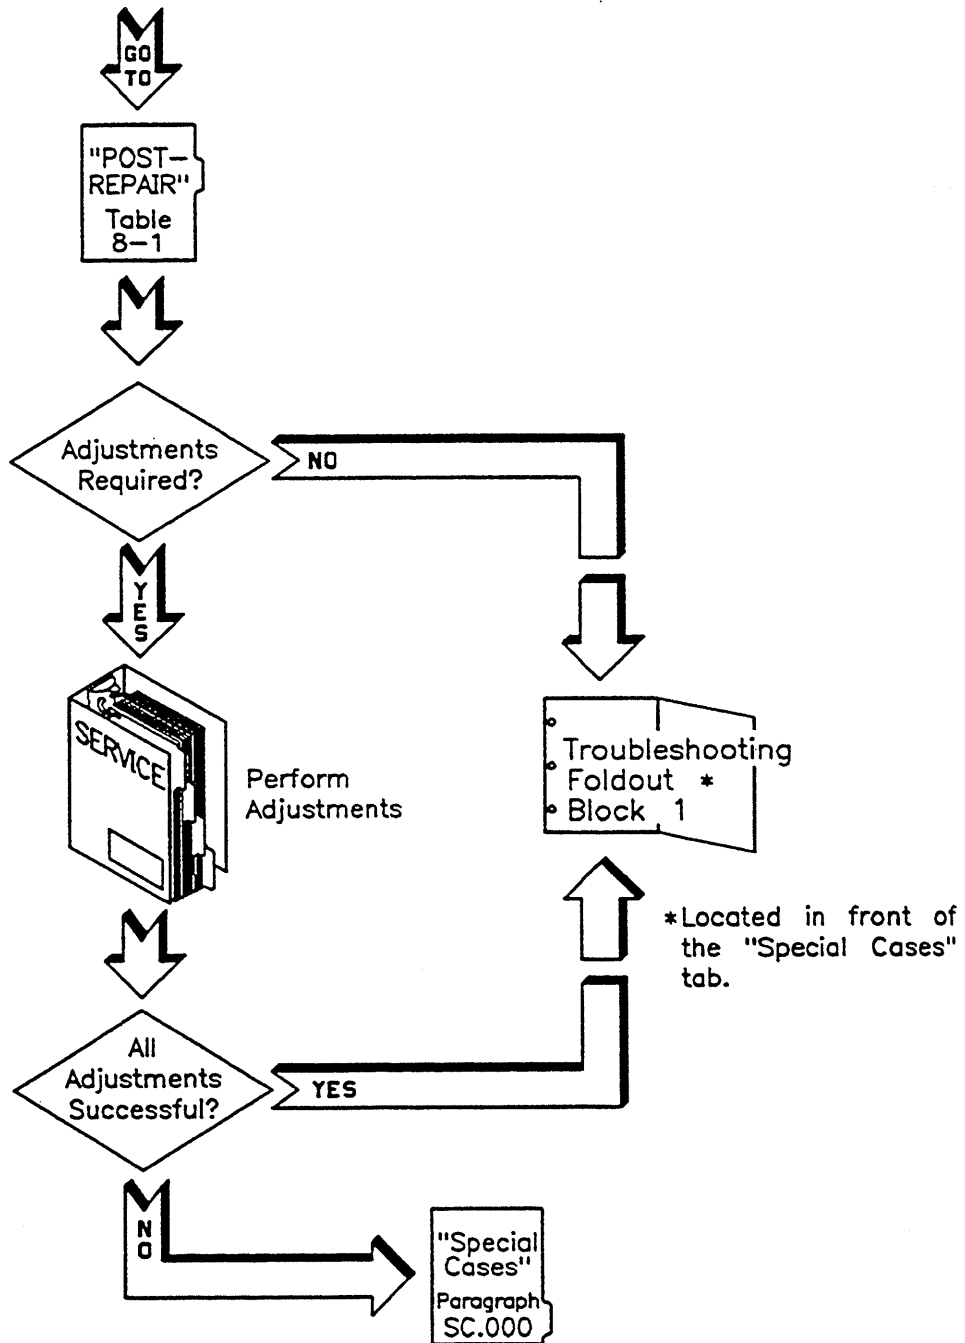 GO
TO
"POST-
REPAIR"
Table
8-1
Adjustments
Required?
NO
YES
SERVICE
Perform
Adjustments
Troubleshooting
Foldout *
Block 1
*Located in front of
the "Special Cases"
tab.
All
Adjustments
Successful?
YES
NO
"Special
Cases"
Paragraph
SC.000